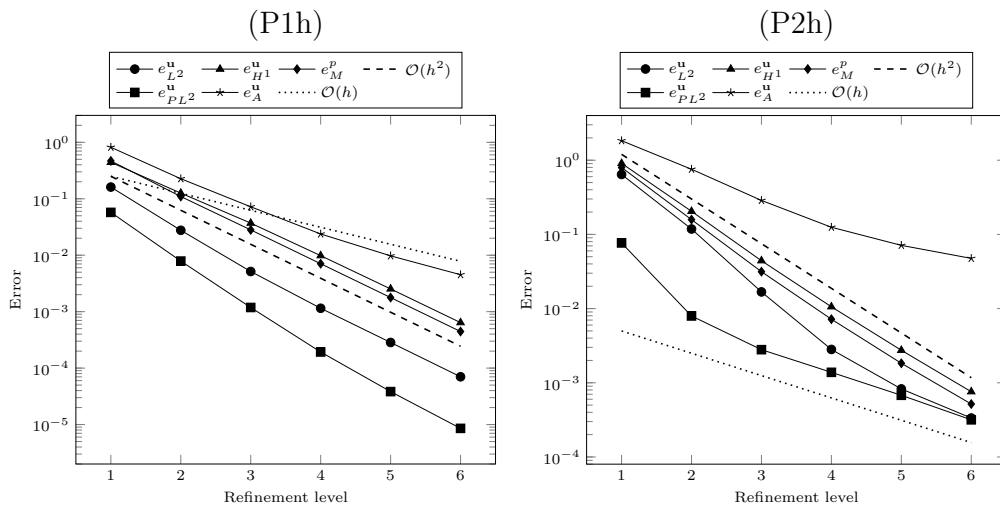 (P1h)
e^u_{L^2} e^u_{H^1} e^p_M O(h^2)
e^u_{PL^2} e^u_A O(h)
10^0
10^{-1}
10^{-2}
10^{-3}
10^{-4}
10^{-5}
Error
1 2 3 4 5 6
Refinement level
(P2h)
e^u_{L^2} e^u_{H^1} e^p_M O(h^2)
e^u_{PL^2} e^u_A O(h)
10^0
10^{-1}
10^{-2}
10^{-3}
10^{-4}
Error
1 2 3 4 5 6
Refinement level